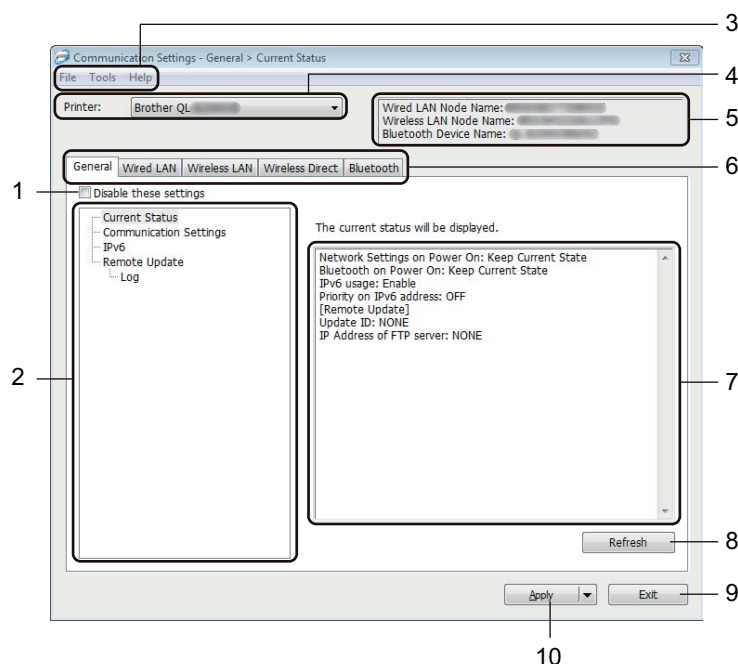 3
Communication Settings - General > Current Status
File Tools Help
4
Printer: Brother QL
Wired LAN Node Name:
Wireless LAN Node Name:
Bluetooth Device Name:
5
General Wired LAN Wireless LAN Wireless Direct Bluetooth
6
1
Disable these settings
Current Status
Communication Settings
IPv6
Remote Update
Log
2
The current status will be displayed.
Network Settings on Power On: Keep Current State
Bluetooth on Power On: Keep Current State
IPv6 usage: Enable
Priority on IPv6 address: OFF
[Remote Update]
Update ID: NONE
IP Address of FTP server: NONE
7
Refresh
8
Apply
Exit
9
10